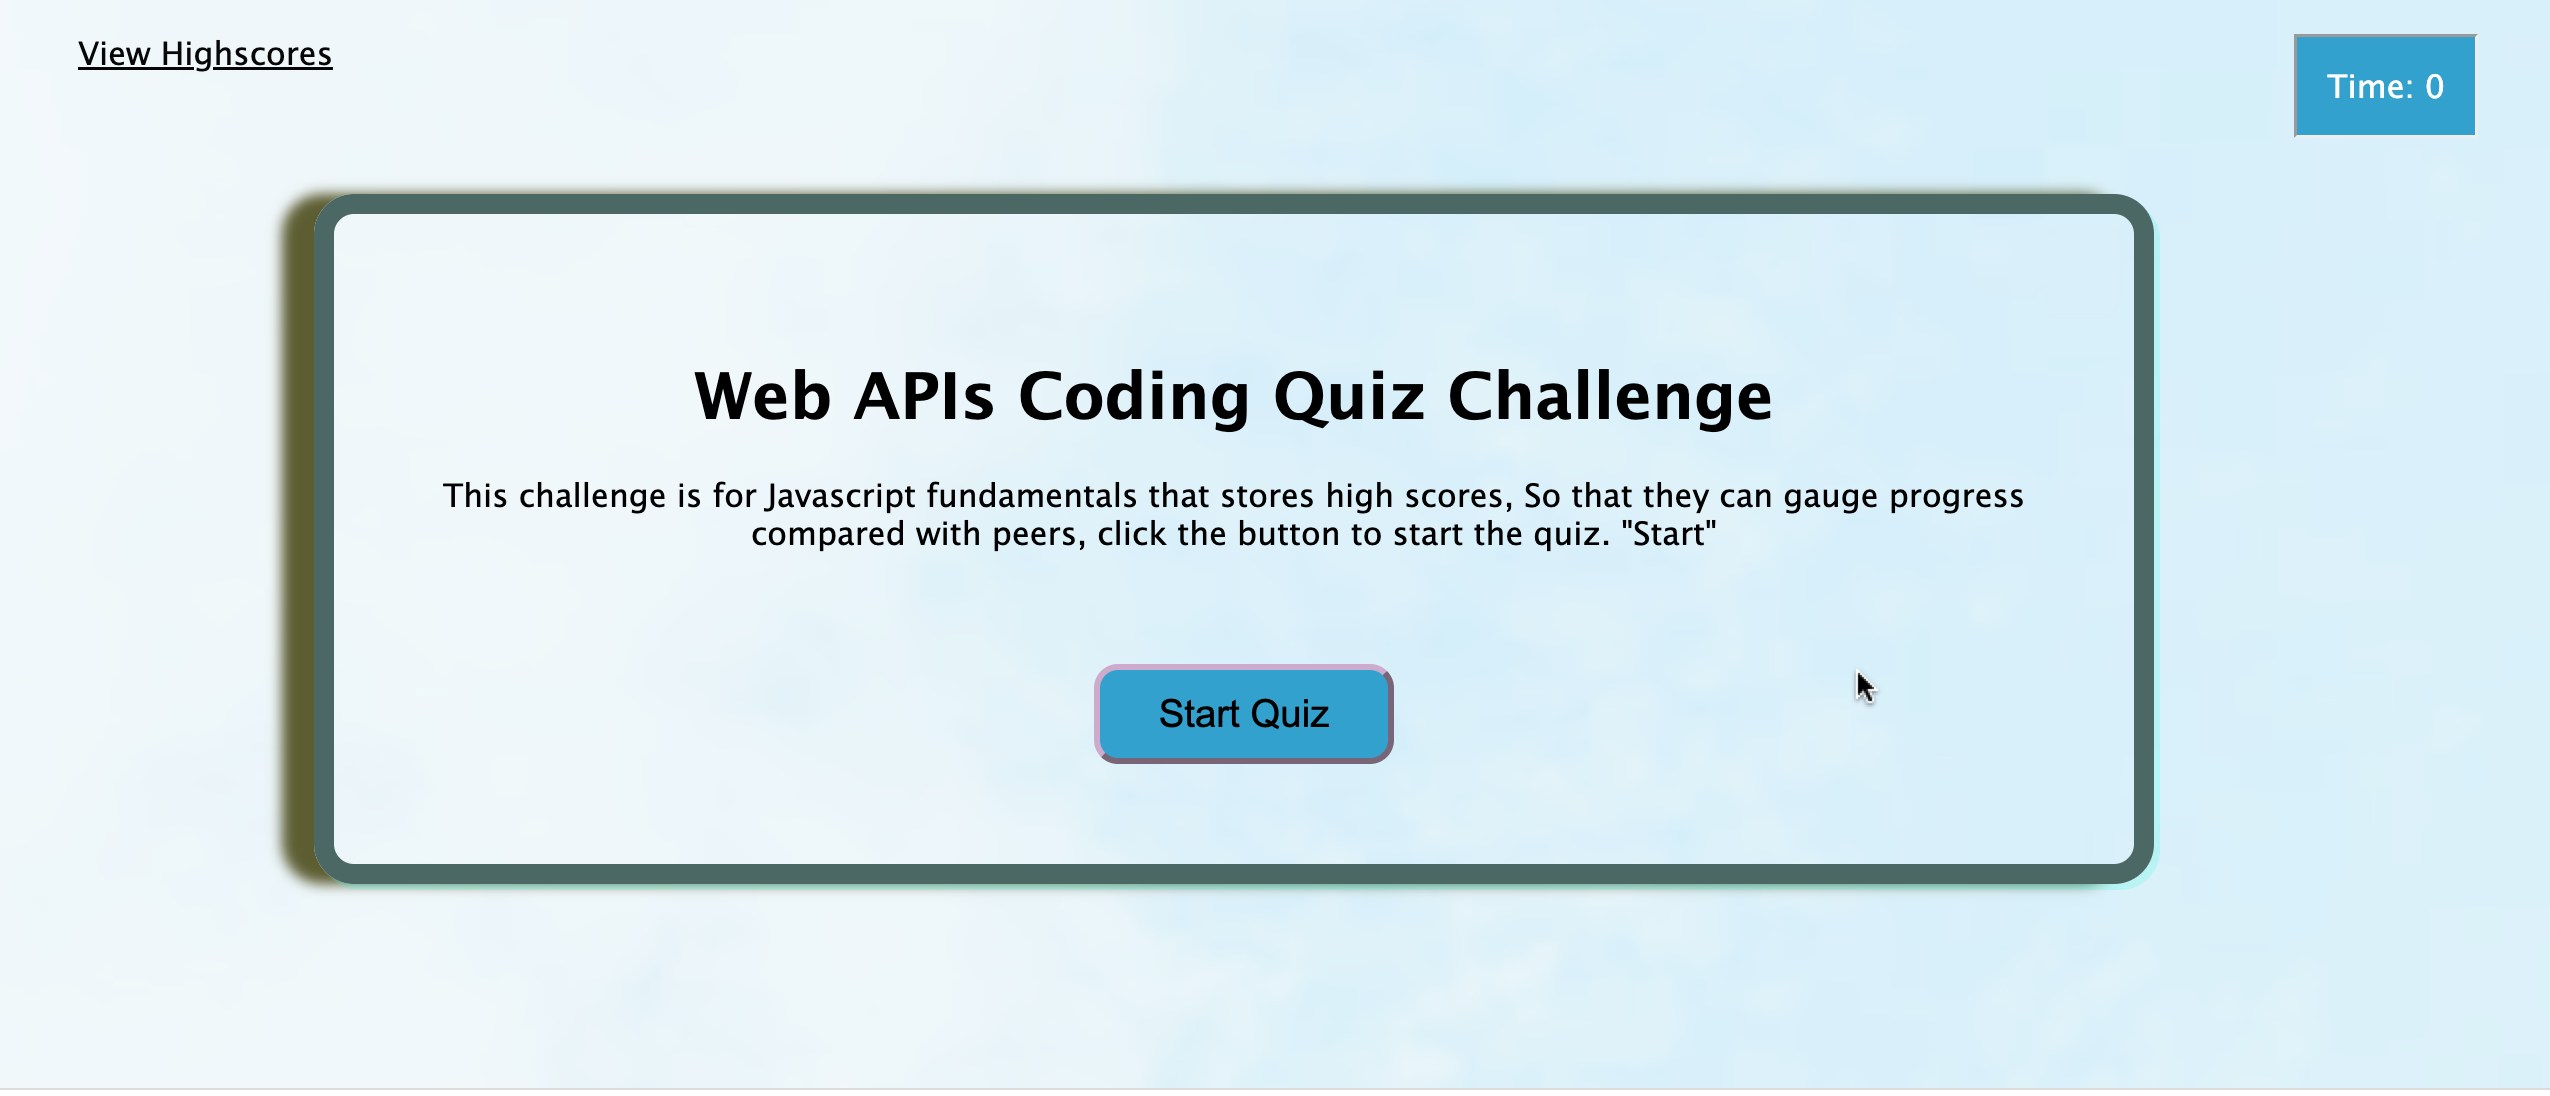 View Highscores
Time: 0
Web APIs Coding Quiz Challenge
This challenge is for Javascript fundamentals that stores high scores, So that they can gauge progress
compared with peers, click the button to start the quiz. "Start"
Start Quiz